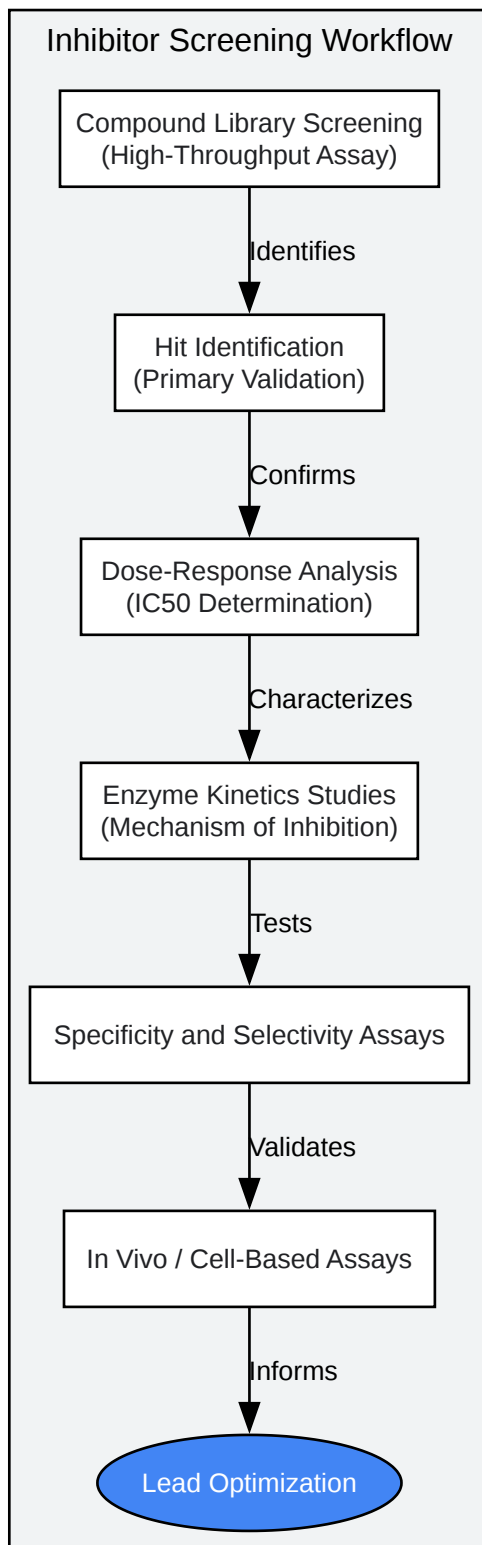 Inhibitor Screening Workflow
Compound Library Screening
(High-Throughput Assay)
Identifies
Hit Identification
(Primary Validation)
Confirms
Dose-Response Analysis
(IC50 Determination)
Characterizes
Enzyme Kinetics Studies
(Mechanism of Inhibition)
Tests
Specificity and Selectivity Assays
Validates
In Vivo / Cell-Based Assays
Informs
Lead Optimization